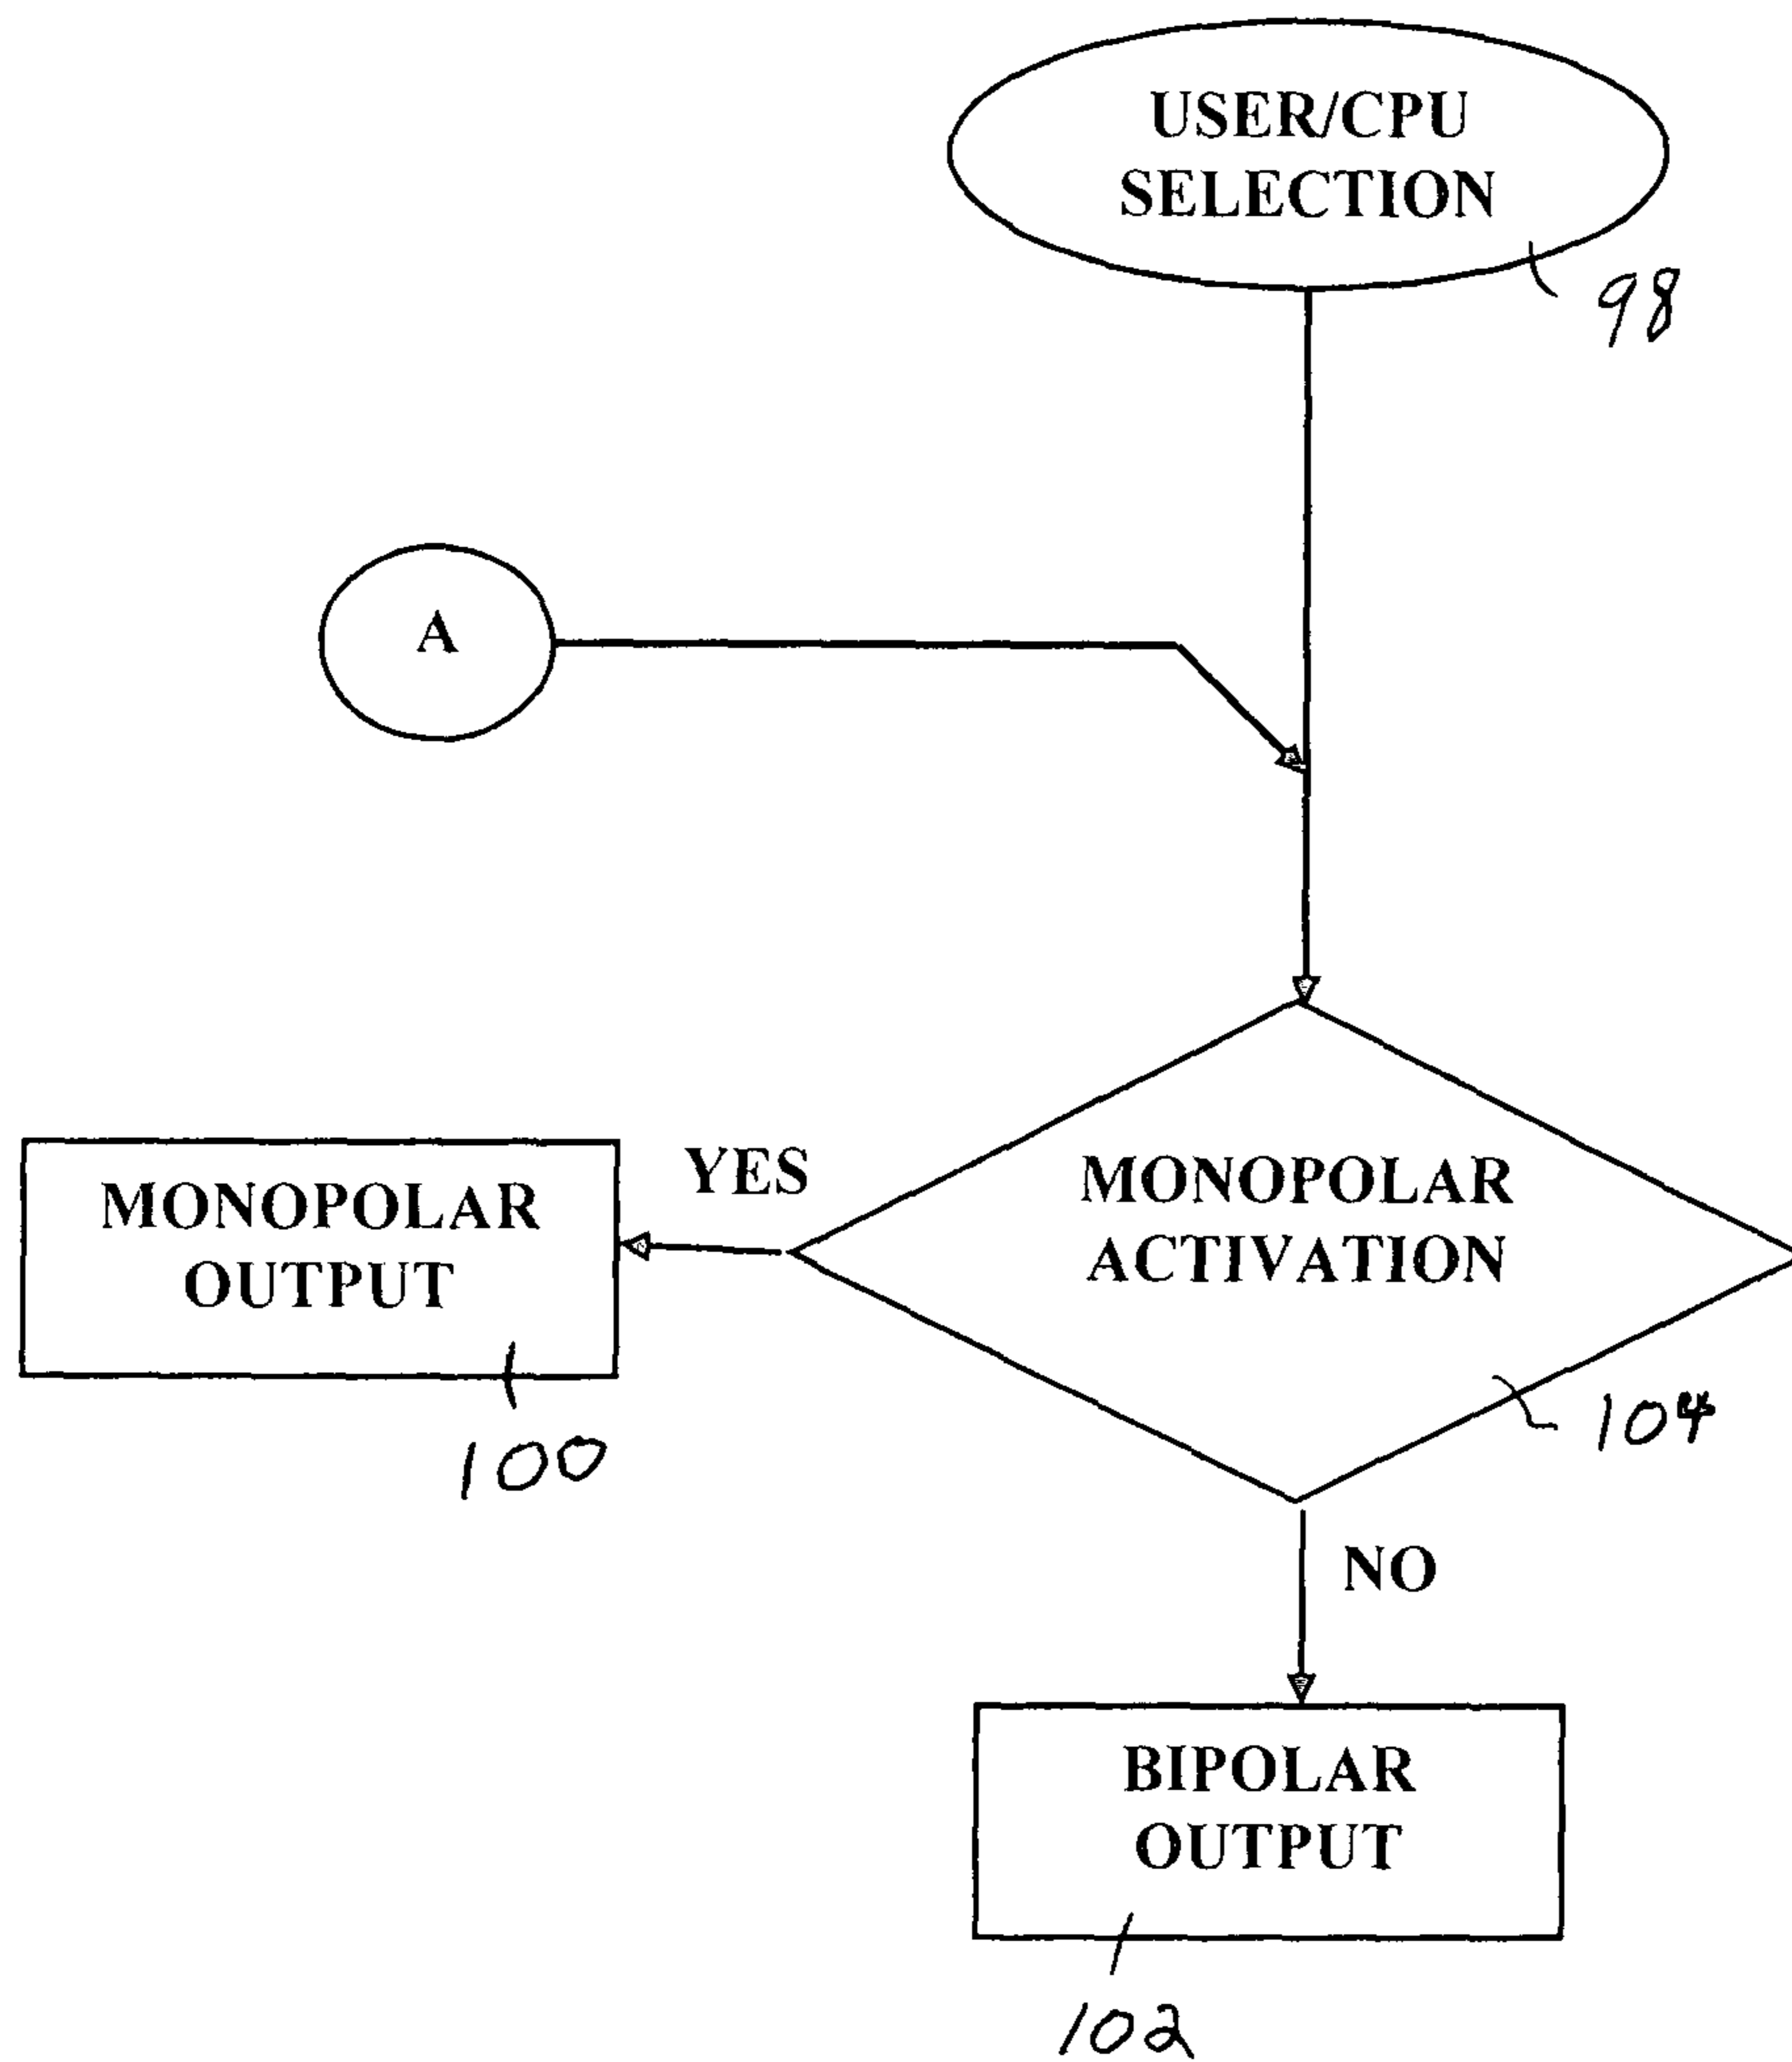 USER/CPU
SELECTION
98
A
YES
MONOPOLAR
OUTPUT
100
MONOPOLAR
ACTIVATION
104
NO
BIPOLAR
OUTPUT
102